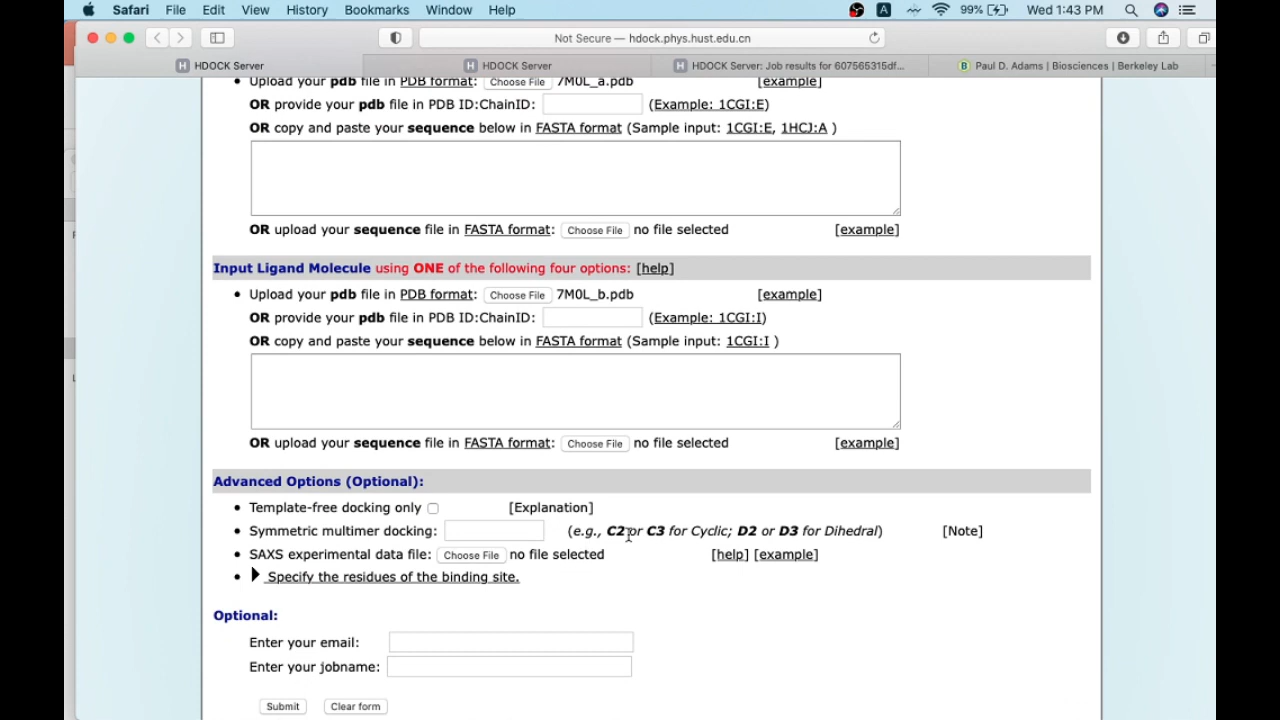 Safari File Edit View History Bookmarks Window Help A 99% Wed 1:43 PM
Not Secure — hdock.phys.hust.edu.cn
H HDOCK Server H HDOCK Server H HDOCK Server: Job results for 607565315df... B Paul D. Adams | Biosciences | Berkeley Lab
• Upload your pdb file in PDB format: Choose File 7M0L_a.pdb [example]
OR provide your pdb file in PDB ID:ChainID: (Example: 1CGI:E)
OR copy and paste your sequence below in FASTA format (Sample input: 1CGI:E, 1HCJ:A )
OR upload your sequence file in FASTA format: Choose File no file selected [example]
Input Ligand Molecule using ONE of the following four options: [help]
• Upload your pdb file in PDB format: Choose File 7M0L_b.pdb [example]
OR provide your pdb file in PDB ID:ChainID: (Example: 1CGI:I)
OR copy and paste your sequence below in FASTA format (Sample input: 1CGI:I )
OR upload your sequence file in FASTA format: Choose File no file selected [example]
Advanced Options (Optional):
• Template-free docking only [Explanation]
• Symmetric multimer docking: (e.g., C2 or C3 for Cyclic; D2 or D3 for Dihedral) [Note]
• SAXS experimental data file: Choose File no file selected [help] [example]
• Specify the residues of the binding site.
Optional:
Enter your email:
Enter your jobname:
Submit Clear form